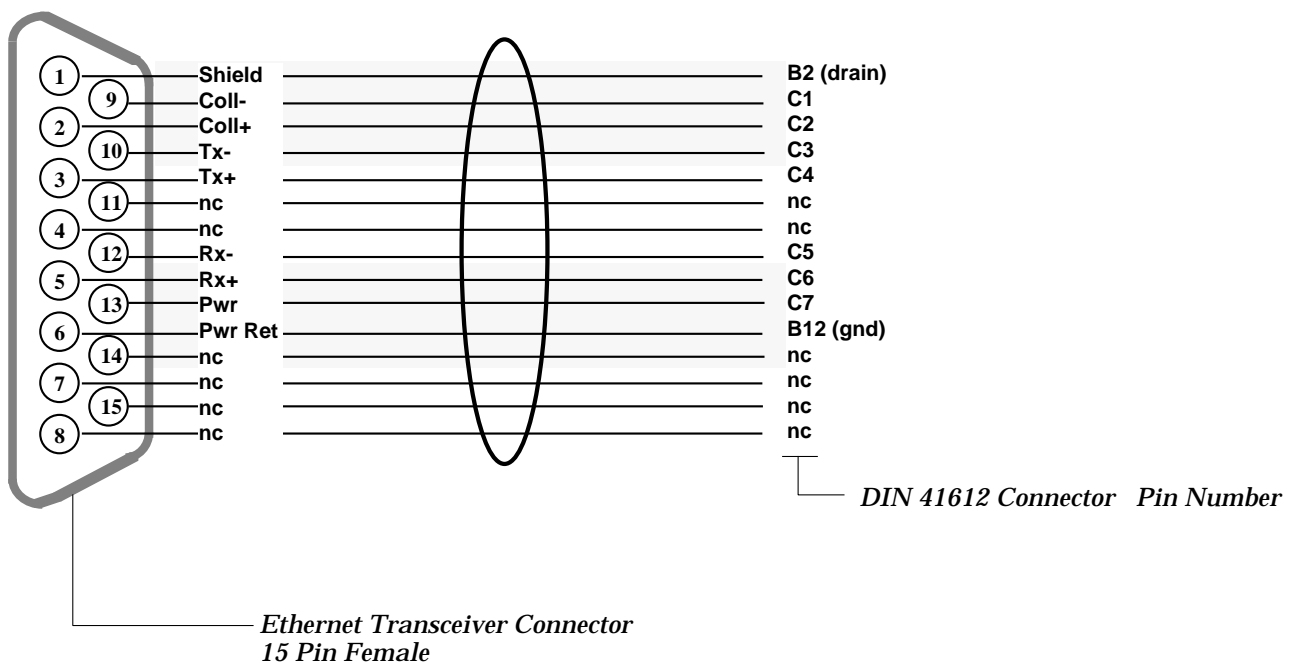 1 Shield B2 (drain)
9 Coll- C1
2 Coll+ C2
10 Tx- C3
3 Tx+ C4
11 nc nc
4 nc nc
12 Rx- C5
5 Rx+ C6
13 Pwr C7
6 Pwr Ret B12 (gnd)
14 nc nc
7 nc nc
15 nc nc
8 nc nc
DIN 41612 Connector Pin Number
Ethernet Transceiver Connector
15 Pin Female